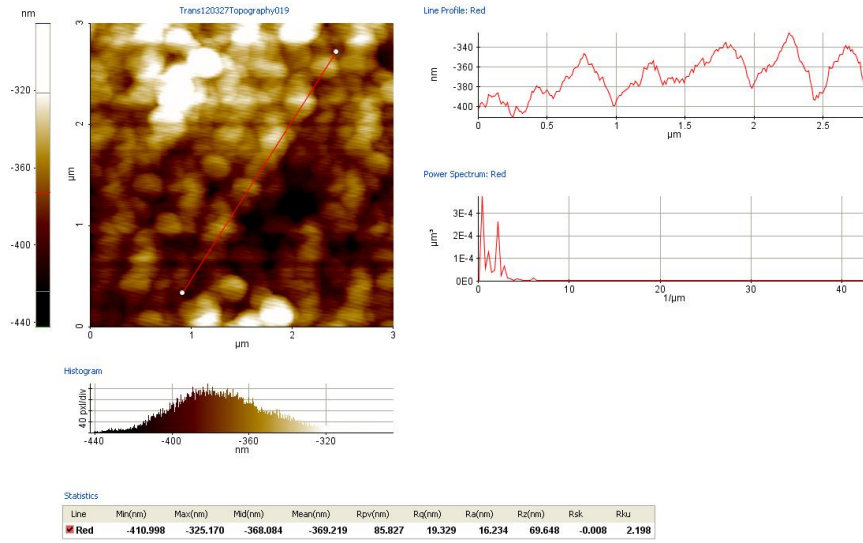 Trans120327Topography019
nm
-320
-360
-400
-440
3
2
1
0
µm
0 1 2 3
µm
Line Profile: Red
-340
-360
-380
-400
nm
0 0.5 1 1.5 2 2.5
µm
Power Spectrum: Red
3E-4
2E-4
1E-4
0E0
µm³
0 10 20 30 40
1/µm
Histogram
40 pxl/div
-440 -400 -360 -320
nm
Statistics
Line Min(nm) Max(nm) Mid(nm) Mean(nm) Rpv(nm) Rq(nm) Ra(nm) Rz(nm) Rsk Rku
Red -410.998 -325.170 -368.084 -369.219 85.827 19.329 16.234 69.648 -0.008 2.198